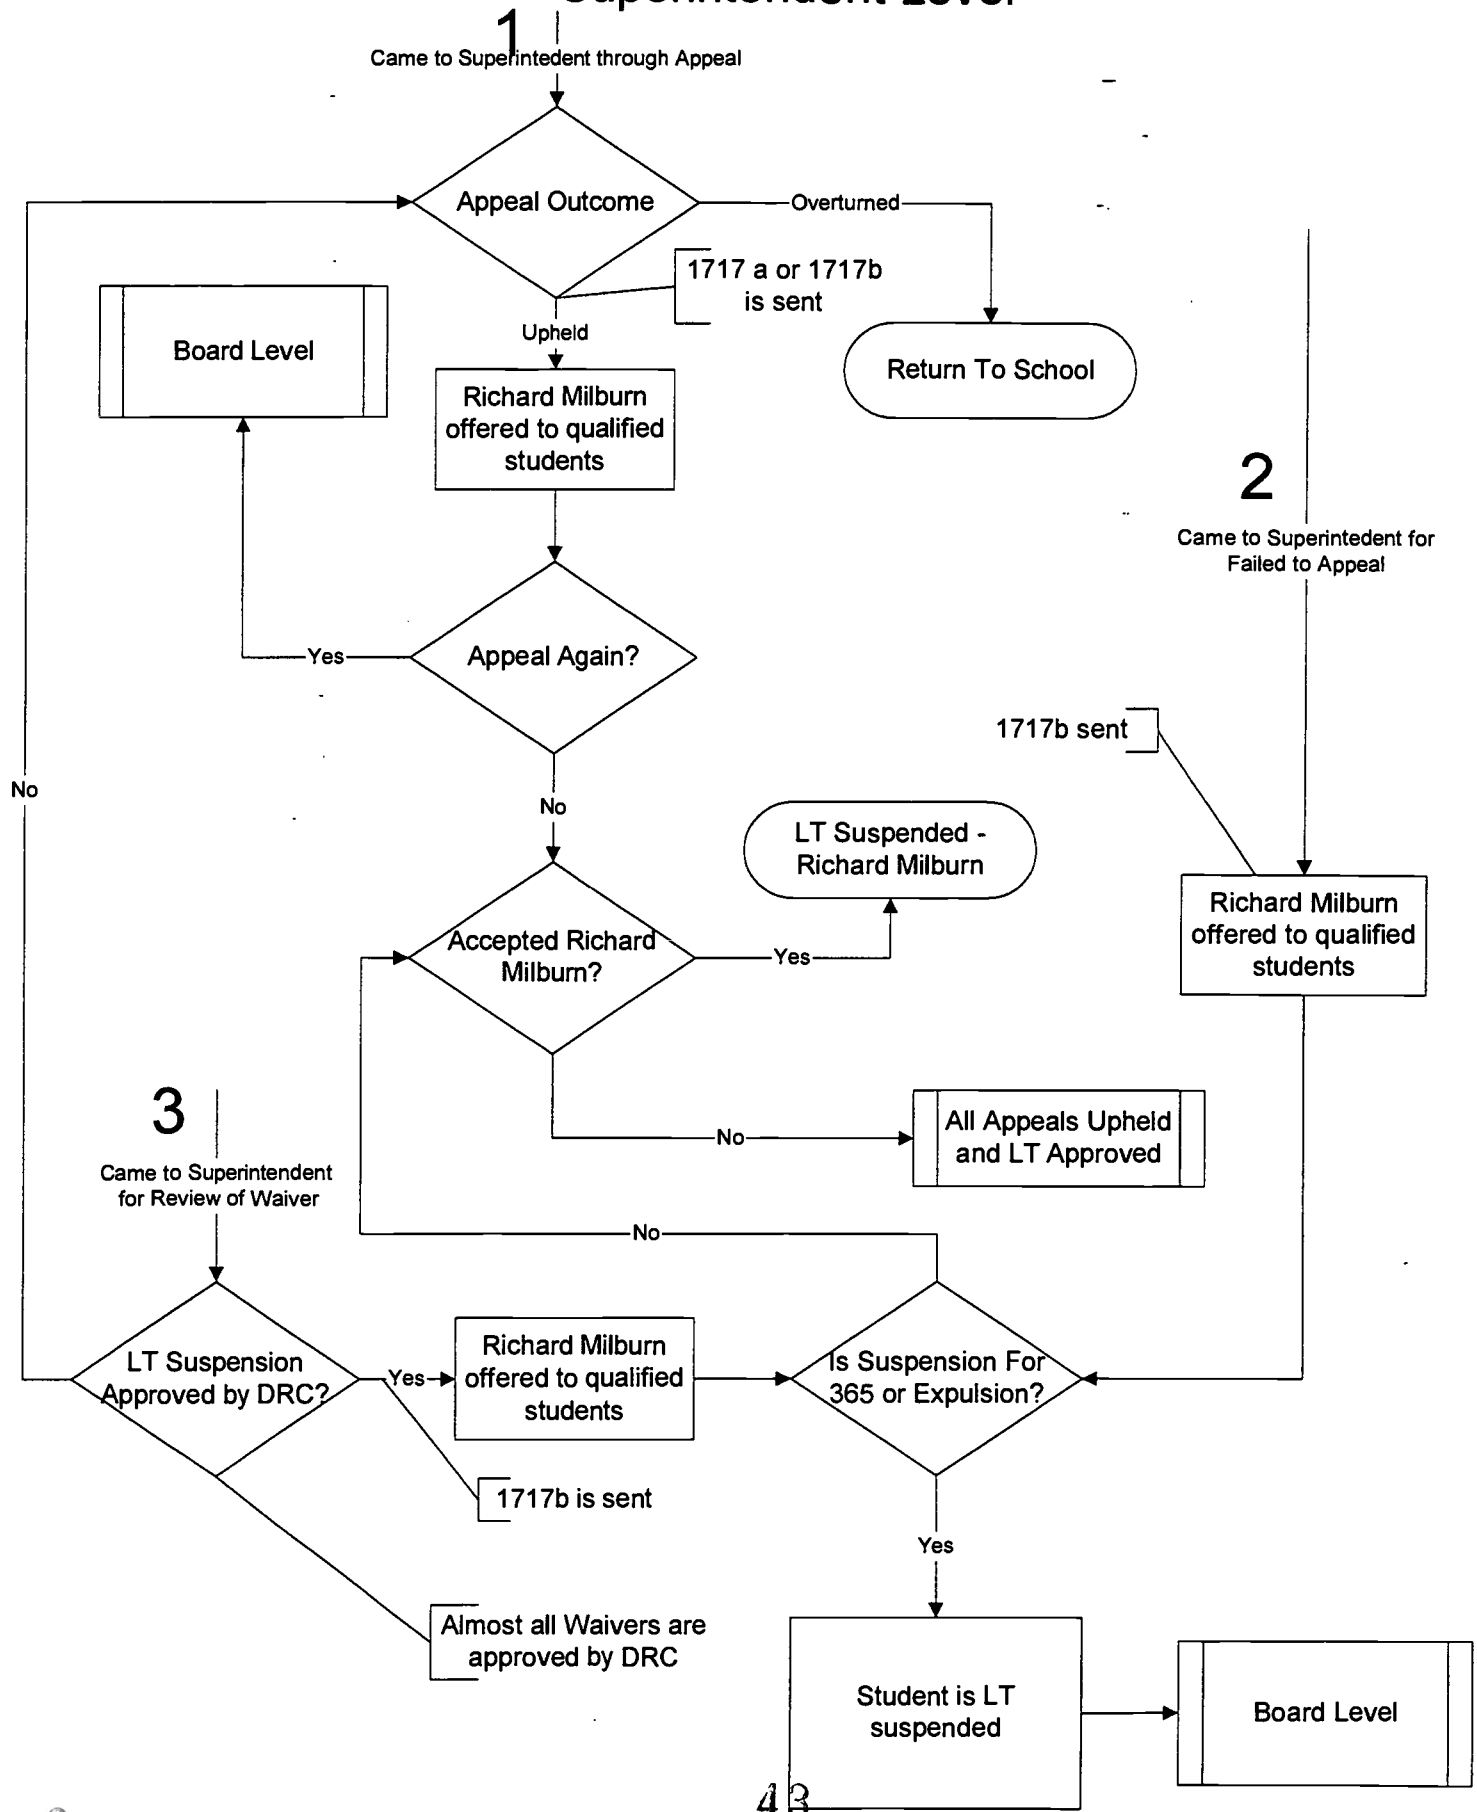 Superintendent Level
1
Came to Superintedent through Appeal
Appeal Outcome
Overturned
1717 a or 1717b
is sent
Upheld
Board Level
Return To School
Richard Milburn
offered to qualified
students
2
Came to Superintedent for
Failed to Appeal
Appeal Again?
Yes
1717b sent
No
No
LT Suspended -
Richard Milburn
Richard Milburn
offered to qualified
students
Accepted Richard
Milburn?
Yes
3
All Appeals Upheld
and LT Approved
No
Came to Superintendent
for Review of Waiver
No
LT Suspension
Approved by DRC?
Yes
Richard Milburn
offered to qualified
students
Is Suspension For
365 or Expulsion?
1717b is sent
Yes
Almost all Waivers are
approved by DRC
Student is LT
suspended
Board Level
43